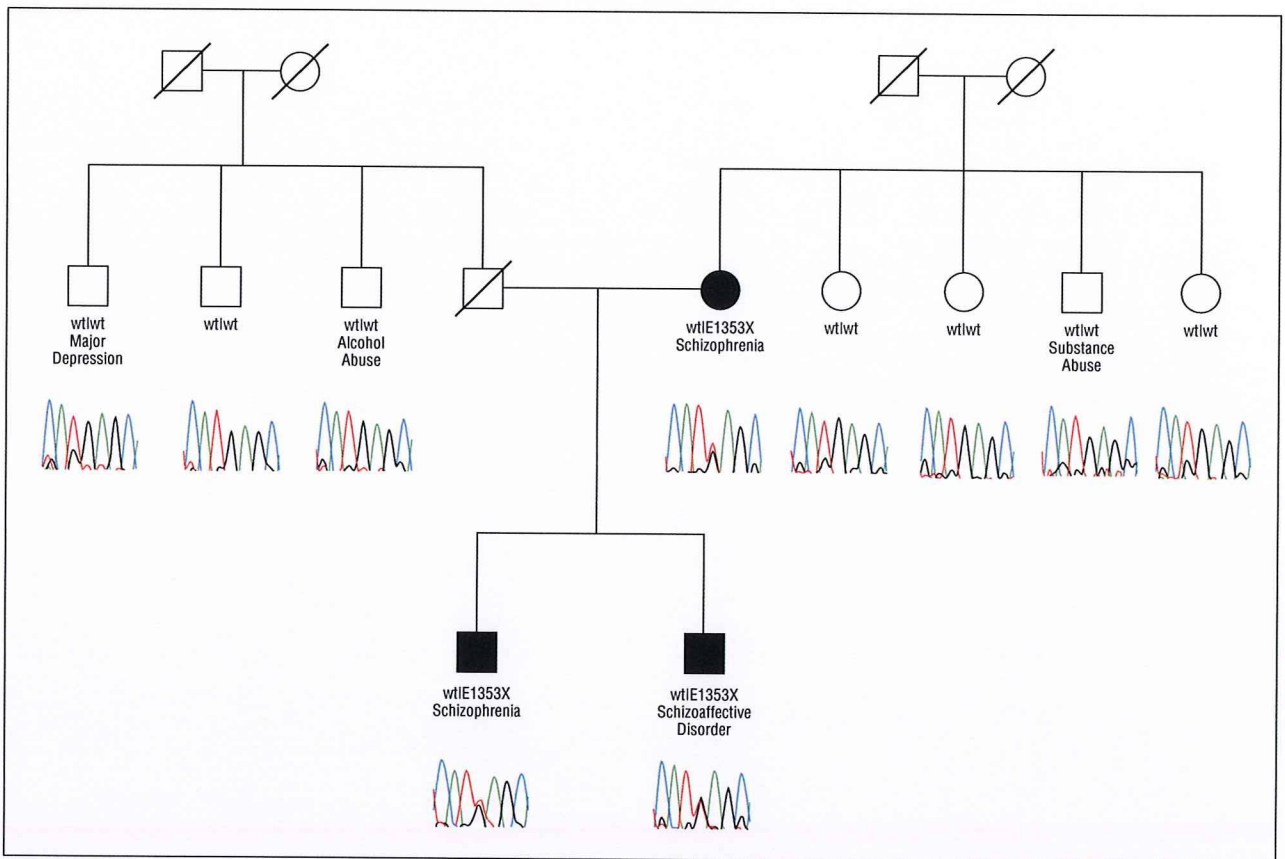 wt|wt
Major
Depression
wt|wt
wt|wt
Alcohol
Abuse
wt|E1353X
Schizophrenia
wt|wt
wt|wt
wt|wt
Substance
Abuse
wt|wt
wt|E1353X
Schizophrenia
wt|E1353X
Schizoaffective
Disorder